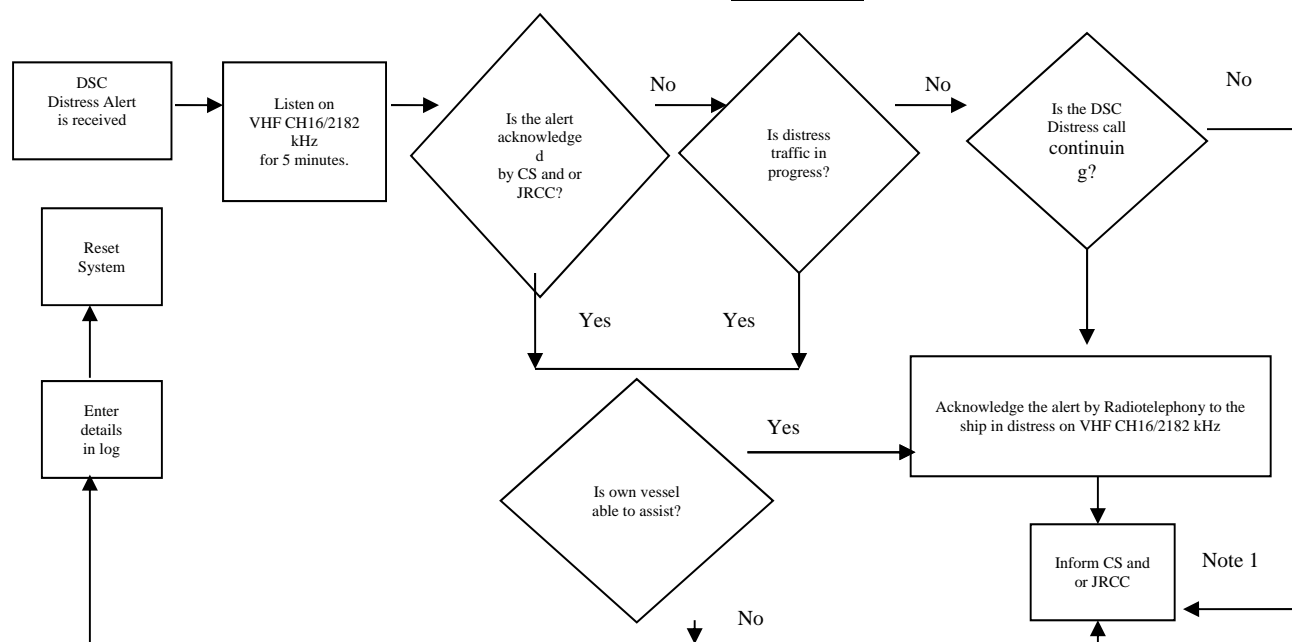 DSC
Distress Alert
is received
Listen on
VHF CH16/2182
kHz
for 5 minutes.
Is the alert
acknowledge
d
by CS and or
JRCC?
No
Is distress
traffic in
progress?
No
Is the DSC
Distress call
continuin
g?
No
Reset
System
Yes
Yes
Enter
details
in log
Is own vessel
able to assist?
Yes
Acknowledge the alert by Radiotelephony to the
ship in distress on VHF CH16/2182 kHz
Inform CS and
or JRCC
Note 1
No